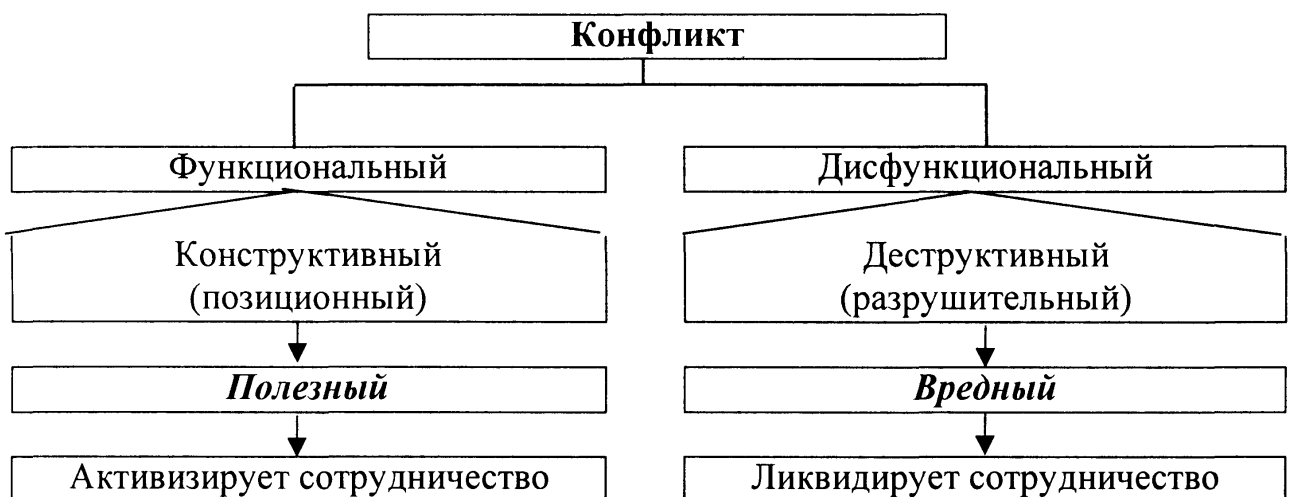 Конфликт
Функциональный
Дисфункциональный
Конструктивный
(позиционный)
Деструктивный
(разрушительный)
Полезный
Вредный
Активизирует сотрудничество
Ликвидирует сотрудничество